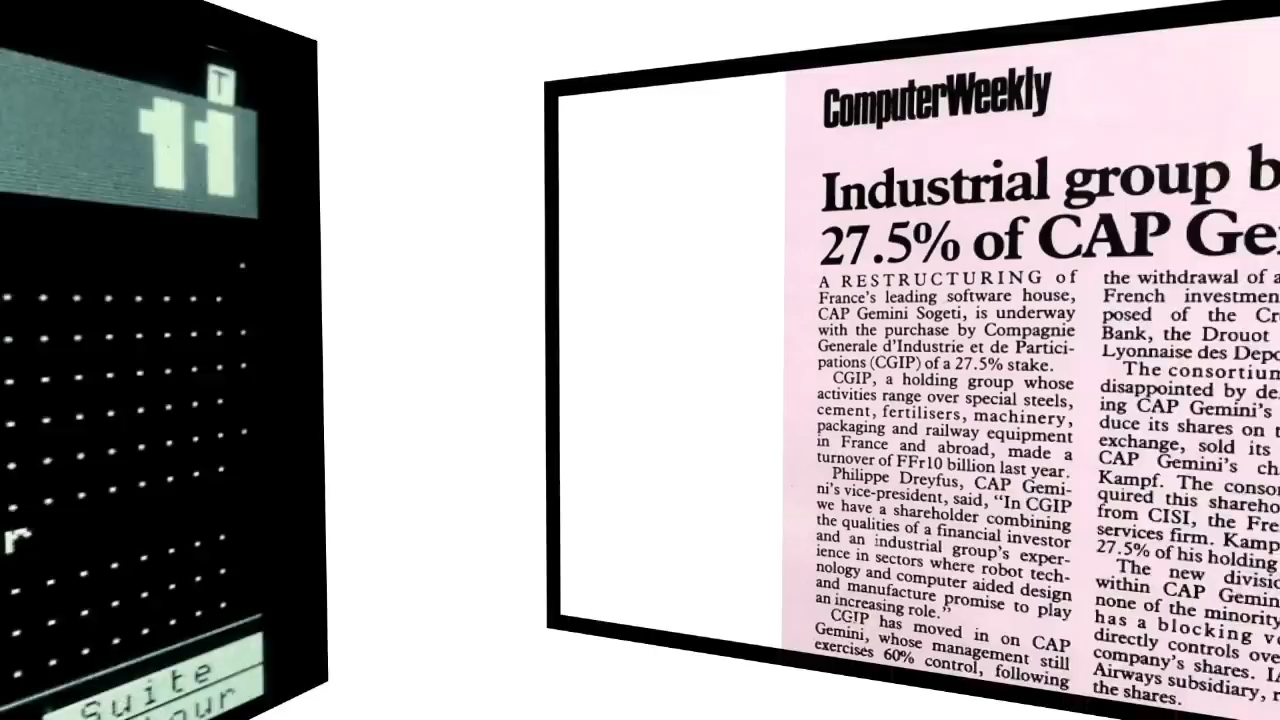 T
11
r
Suite
ComputerWeekly
Industrial group b
27.5% of CAP Ge
A RESTRUCTURING of
France's leading software house,
CAP Gemini Sogeti, is underway
with the purchase by Compagnie
Generale d'Industrie et de Partici-
pations (CGIP) of a 27.5% stake.
CGIP, a holding group whose
activities range over special steels,
cement, fertilisers, machinery,
packaging and railway equipment
in France and abroad, made a
turnover of FFr10 billion last year.
Philippe Dreyfus, CAP Gemi-
ni's vice-president, said, “In CGIP
we have a shareholder combining
the qualities of a financial investor
and an industrial group's exper-
ience in sectors where robot tech-
nology and computer aided design
and manufacture promise to play
an increasing role.”
CGIP has moved in on CAP
Gemini, whose management still
exercises 60% control, following
the withdrawal of a
French investmen
posed of the Cr
Bank, the Drouot
Lyonnaise des Depo
The consortium
disappointed by de
ing CAP Gemini's
duce its shares on t
exchange, sold its
CAP Gemini's ch
Kampf. The conso
quired this shareho
from CISI, the Fre
services firm. Kamp
27.5% of his holding
The new divisio
within CAP Gemin
none of the minority
has a blocking v
directly controls ove
company's shares. IA
Airways subsidiary, r
the shares.